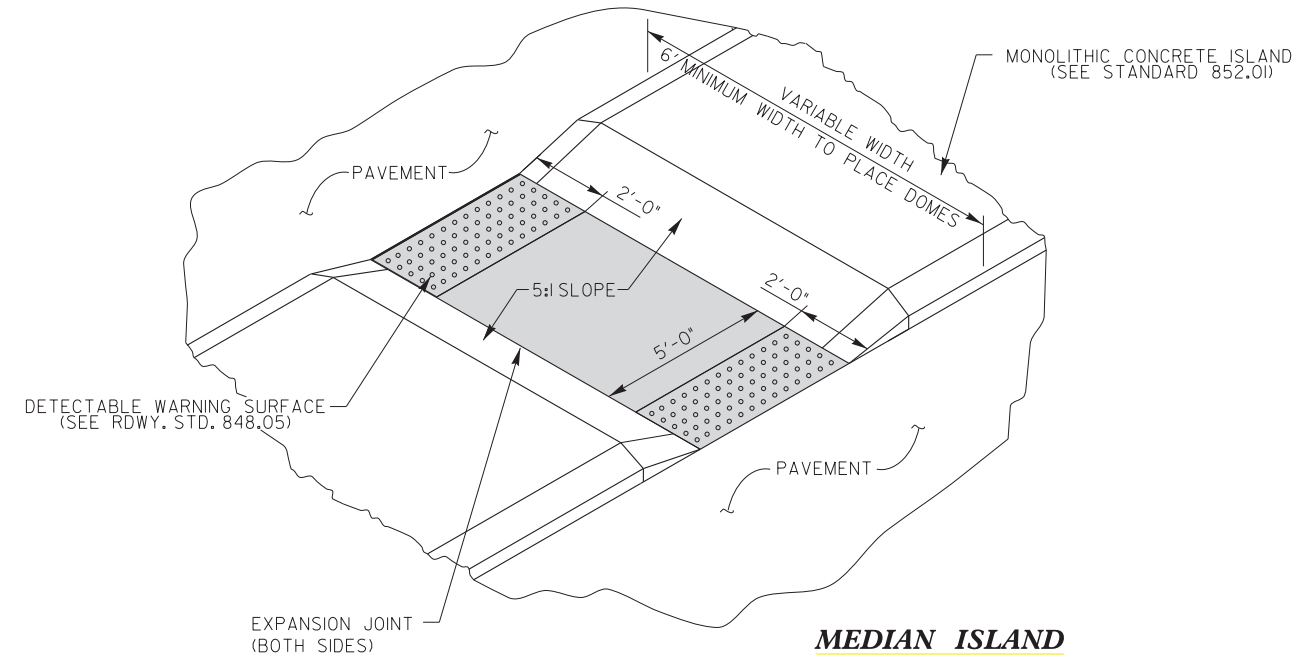 MONOLITHIC CONCRETE ISLAND
(SEE STANDARD 852.01)
VARIABLE WIDTH
6' MINIMUM WIDTH TO PLACE DOMES
PAVEMENT
2'-0"
5:1 SLOPE
2'-0"
5'-0"
DETECTABLE WARNING SURFACE
(SEE RDWY. STD. 848.05)
PAVEMENT
EXPANSION JOINT
(BOTH SIDES)
MEDIAN ISLAND